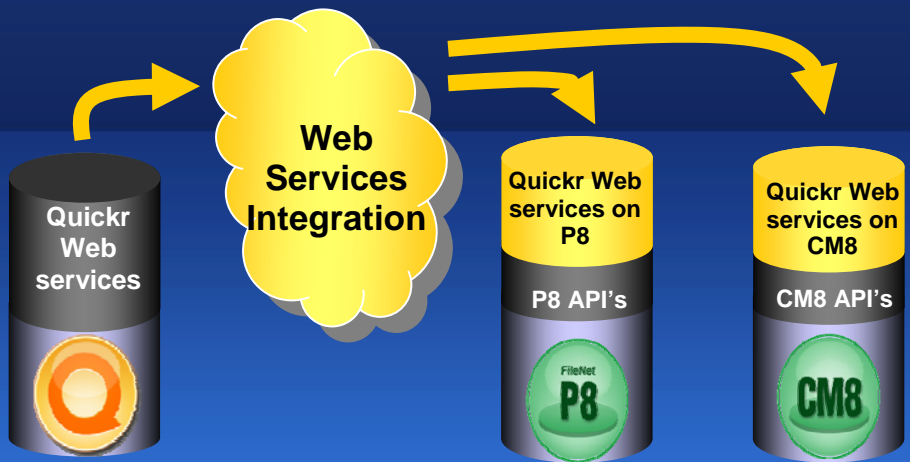 Web
Services
Integration
Quickr
Web
services
Quickr Web
services on
P8
P8 API's
FileNet
P8
Quickr Web
services on
CM8
CM8 API's
CM8